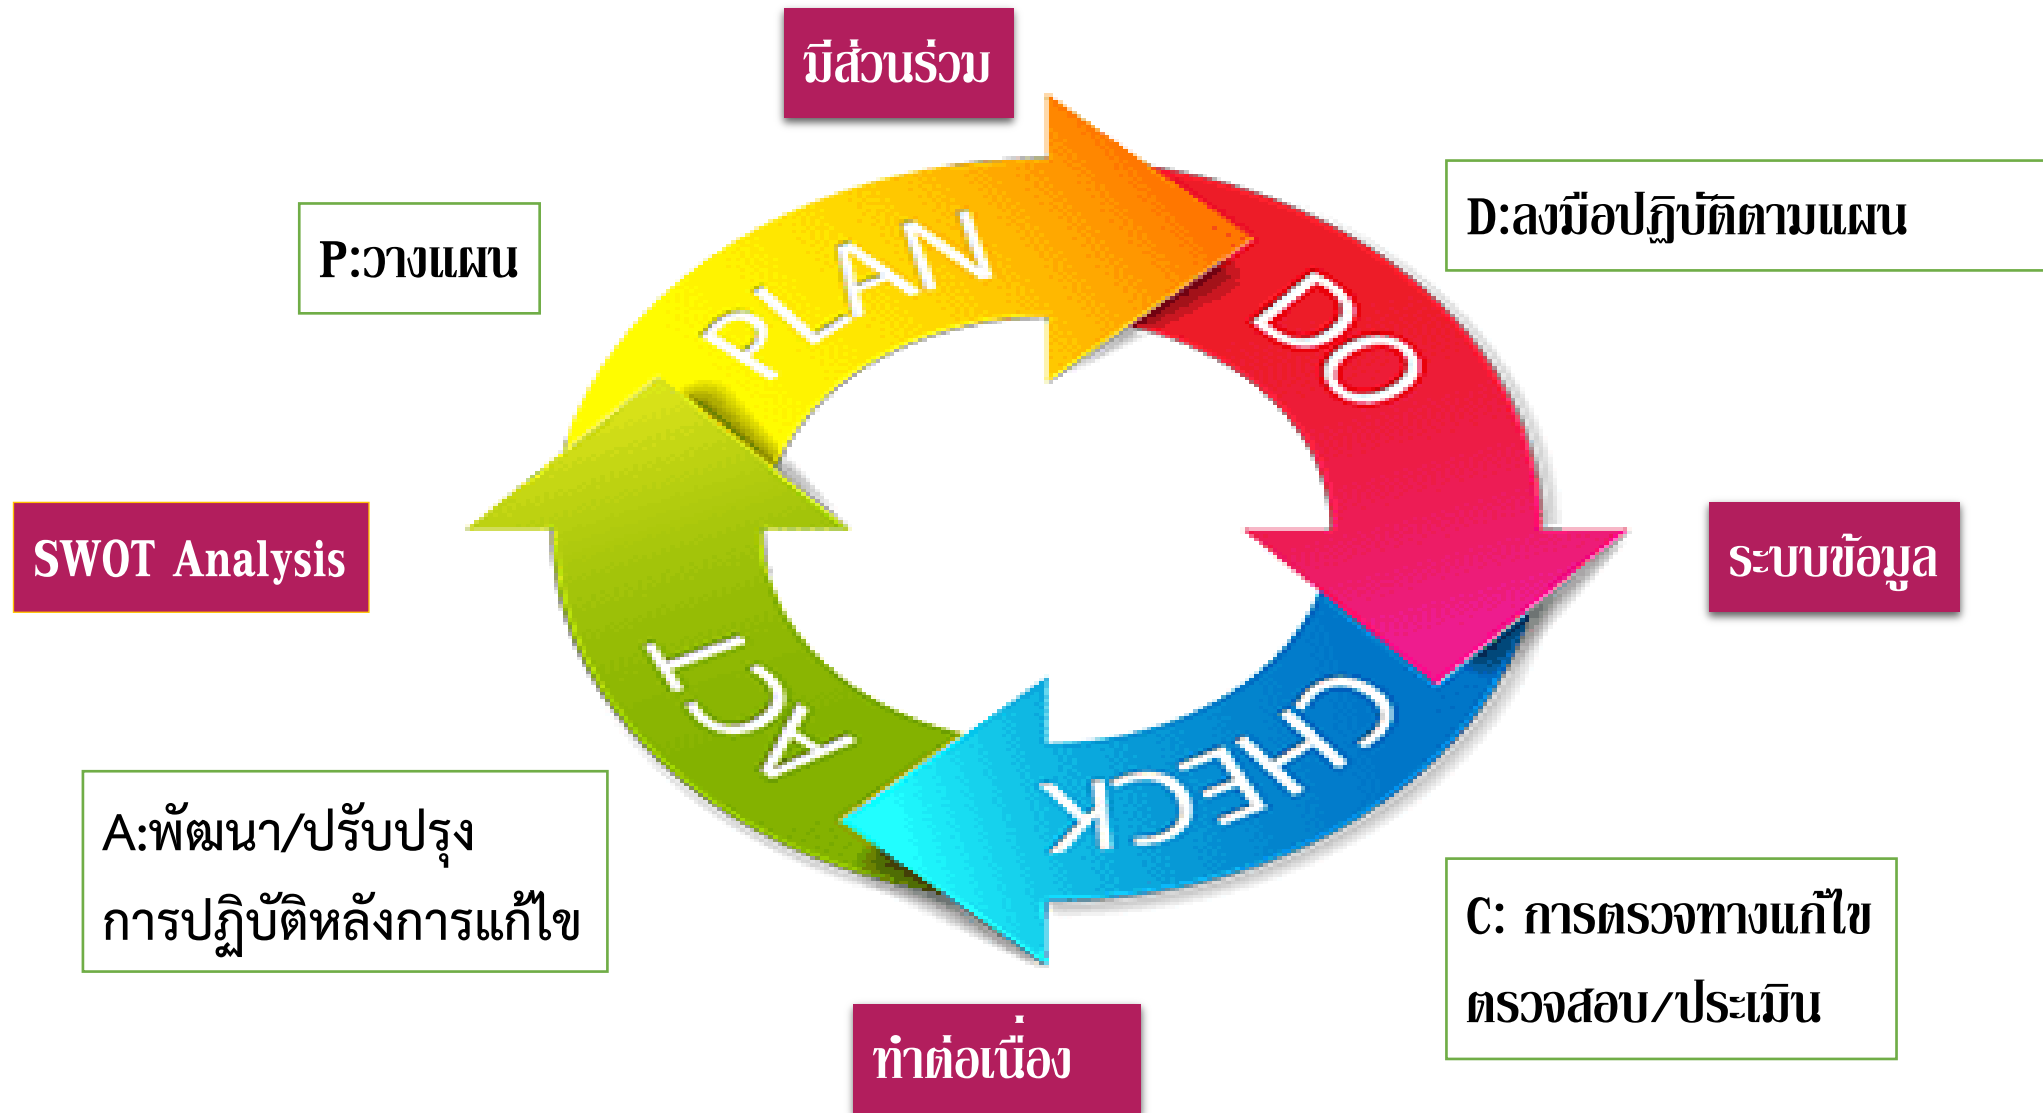 มีส่วนร่วม
P:วางแผน
D:ลงมือปฏิบัติตามแผน
PLAN
DO
SWOT Analysis
ระบบข้อมูล
ACT
CHECK
A:พัฒนา/ปรับปรุง
การปฏิบัติหลังการแก้ไข
C: การตรวจทางแก้ไข
ตรวจสอบ/ประเมิน
ทำต่อเนื่อง